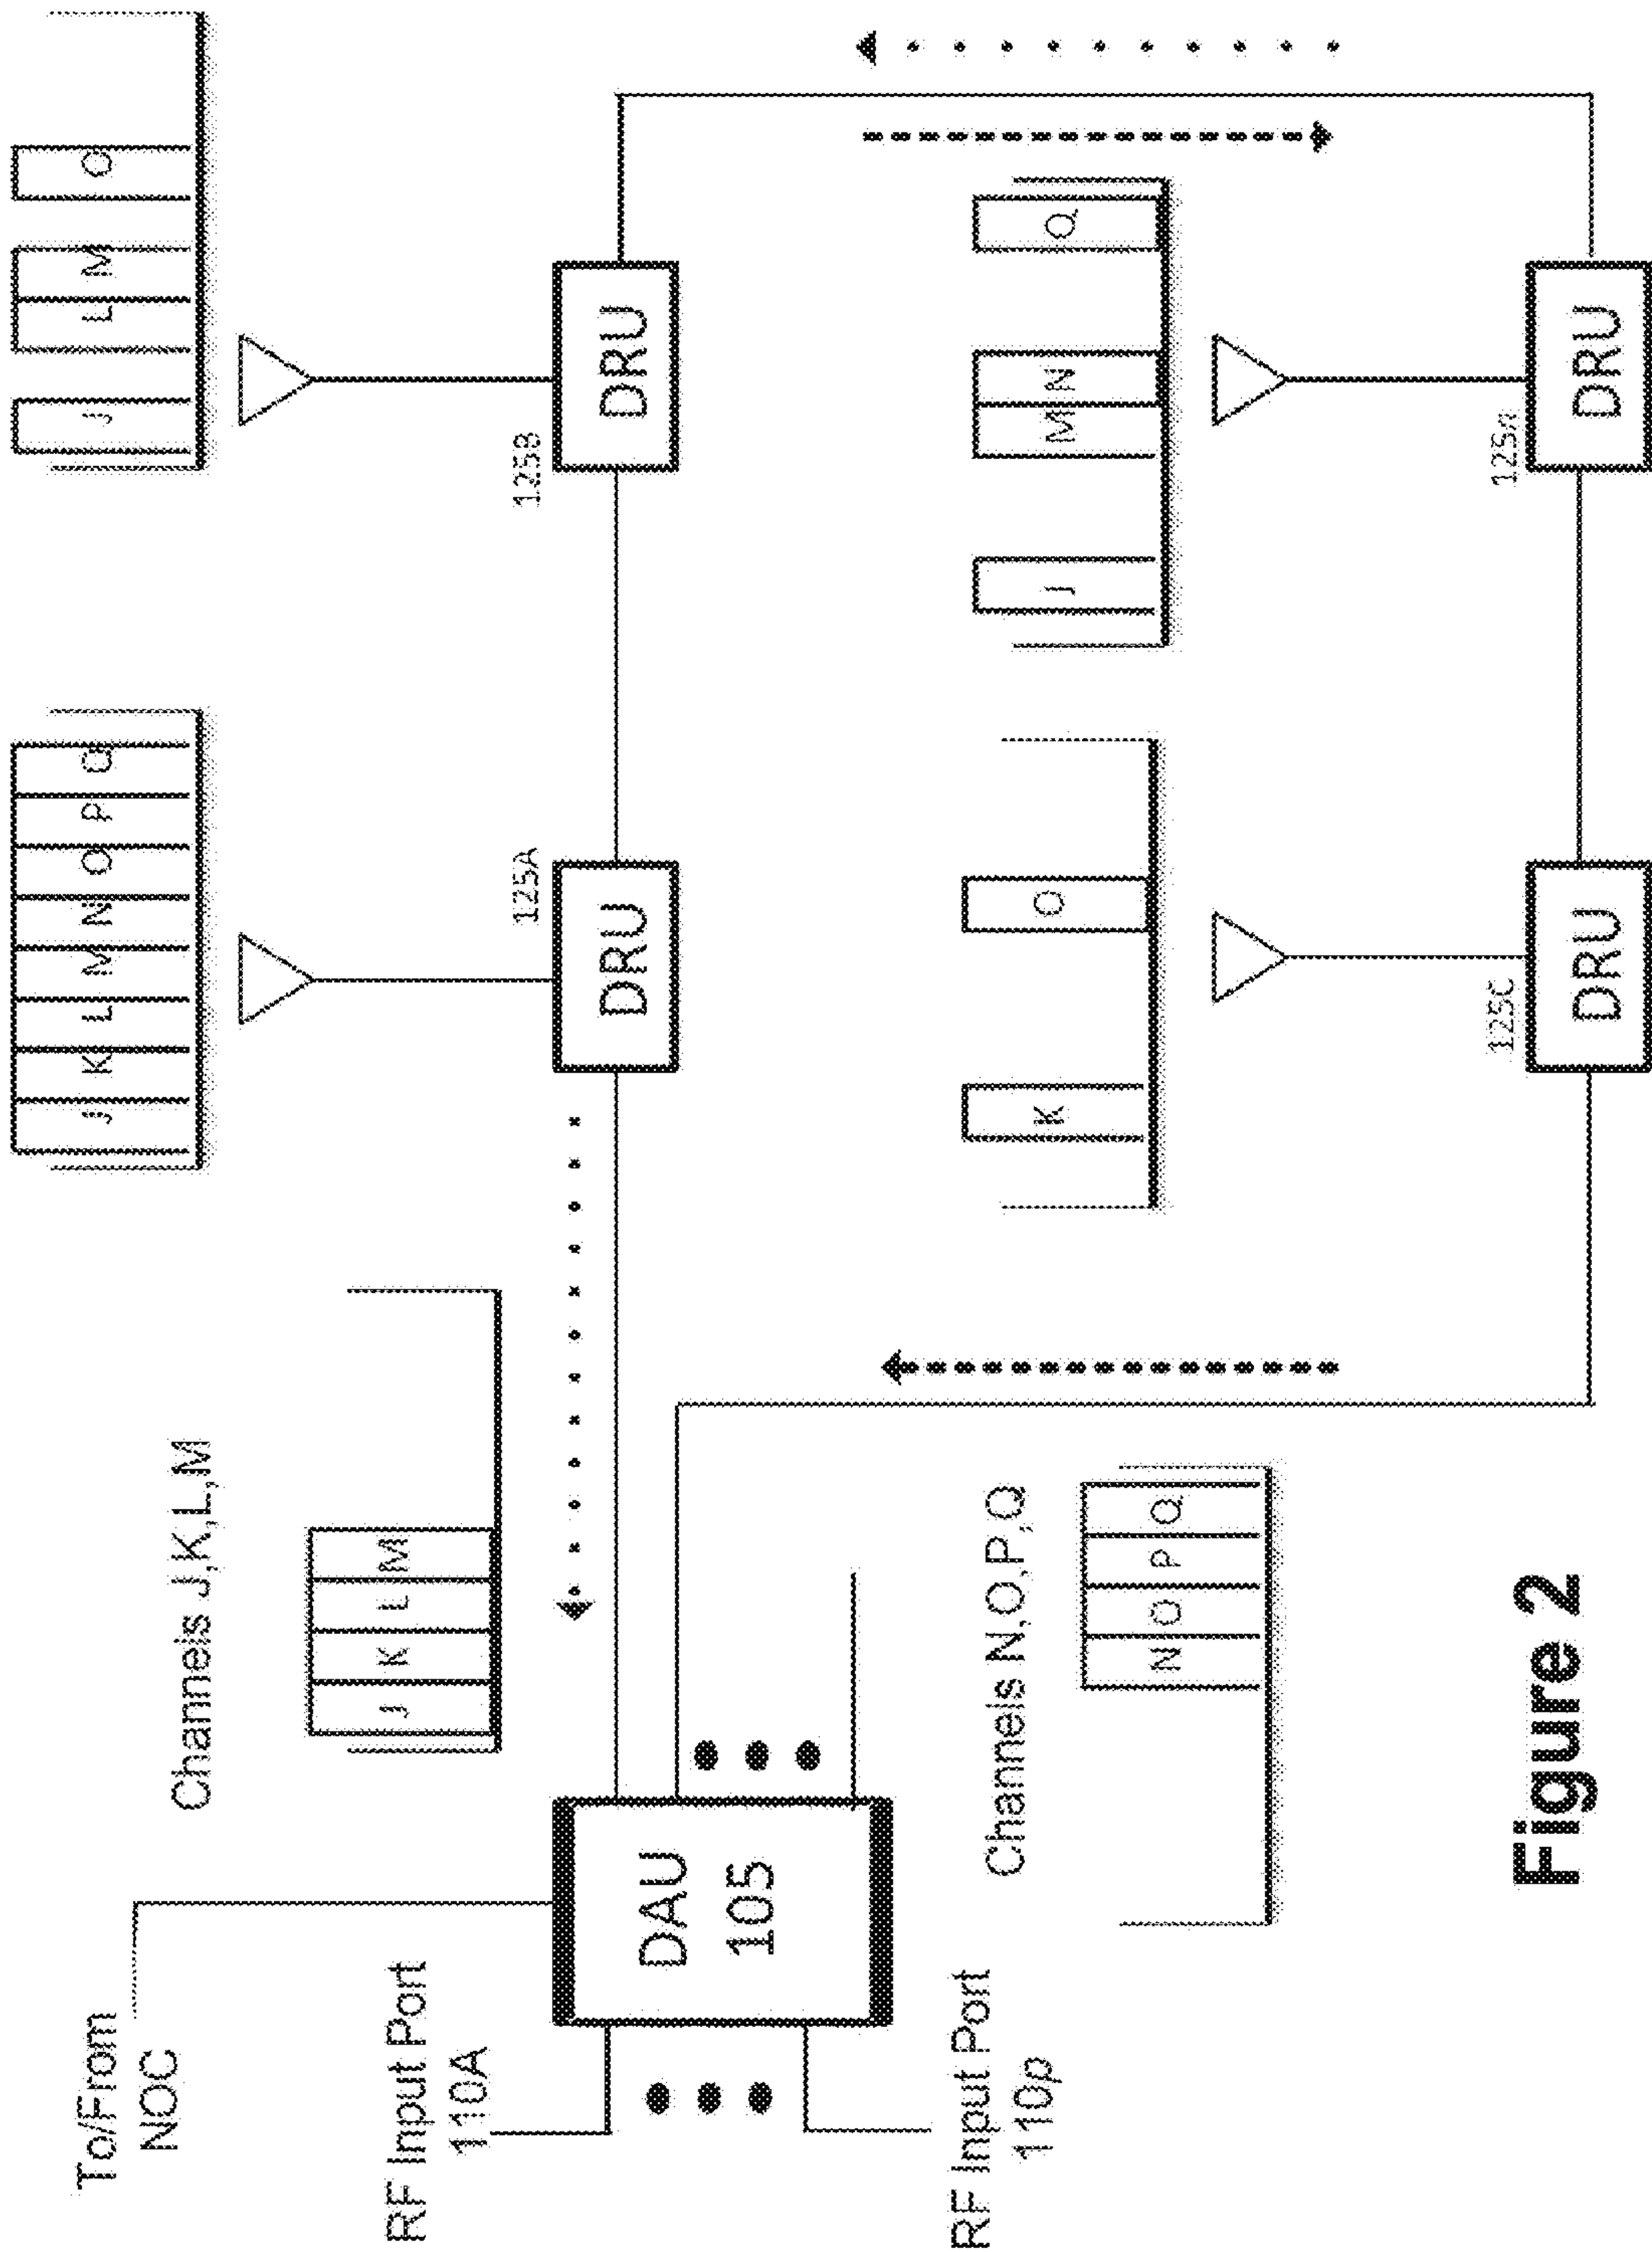 To/From
NOC
J K L M N O P Q
J L M O
Channels J,K,L,M
J K L M
RF Input Port
110A
125A
125B
DRU
DRU
DAU
105
RF Input Port
110p
Channels N,O,P,Q
N O P Q
K O
J M N Q
125C
125n
DRU
DRU
Figure 2